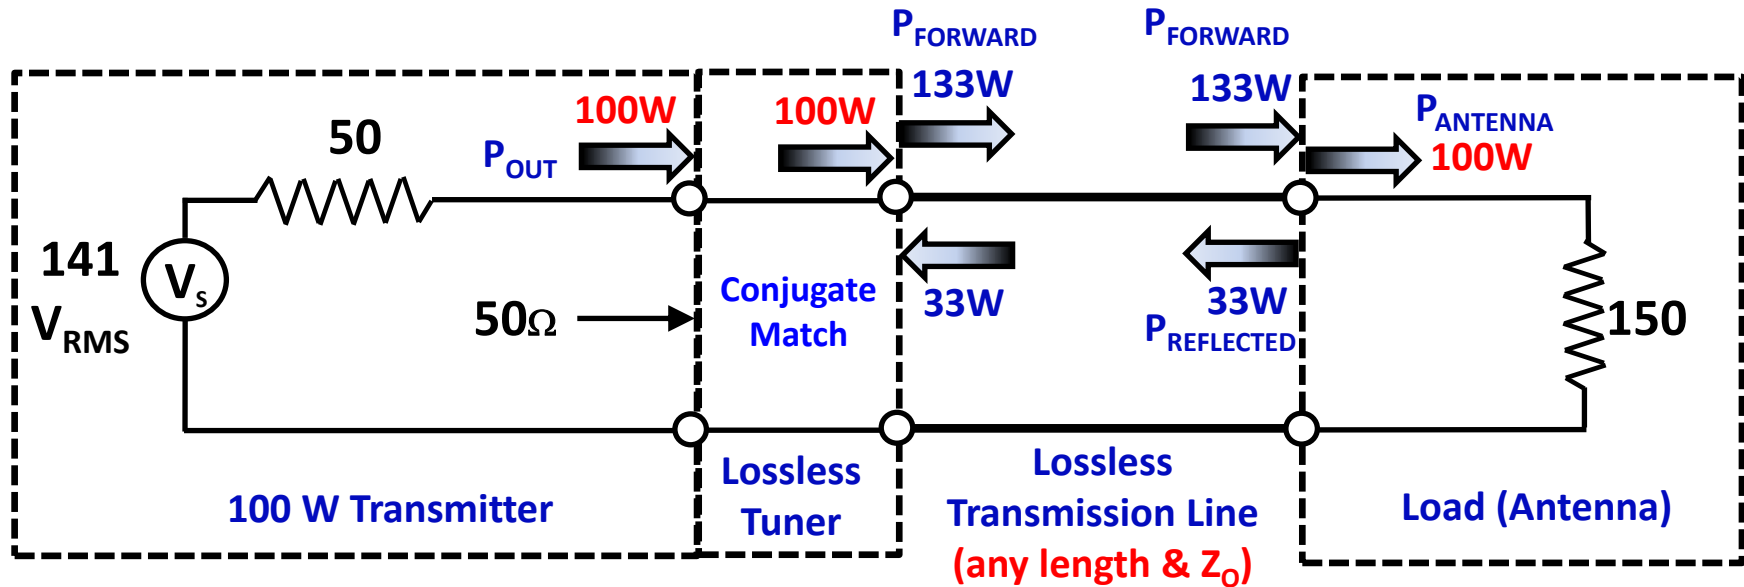 P_FORWARD
133W
P_FORWARD
133W
100W
100W
P_ANTENNA
100W
50
P_OUT
141
V_RMS
V_S
50Ω
Conjugate
Match
33W
33W
P_REFLECTED
150
100 W Transmitter
Lossless
Tuner
Lossless
Transmission Line
(any length & Z_O)
Load (Antenna)